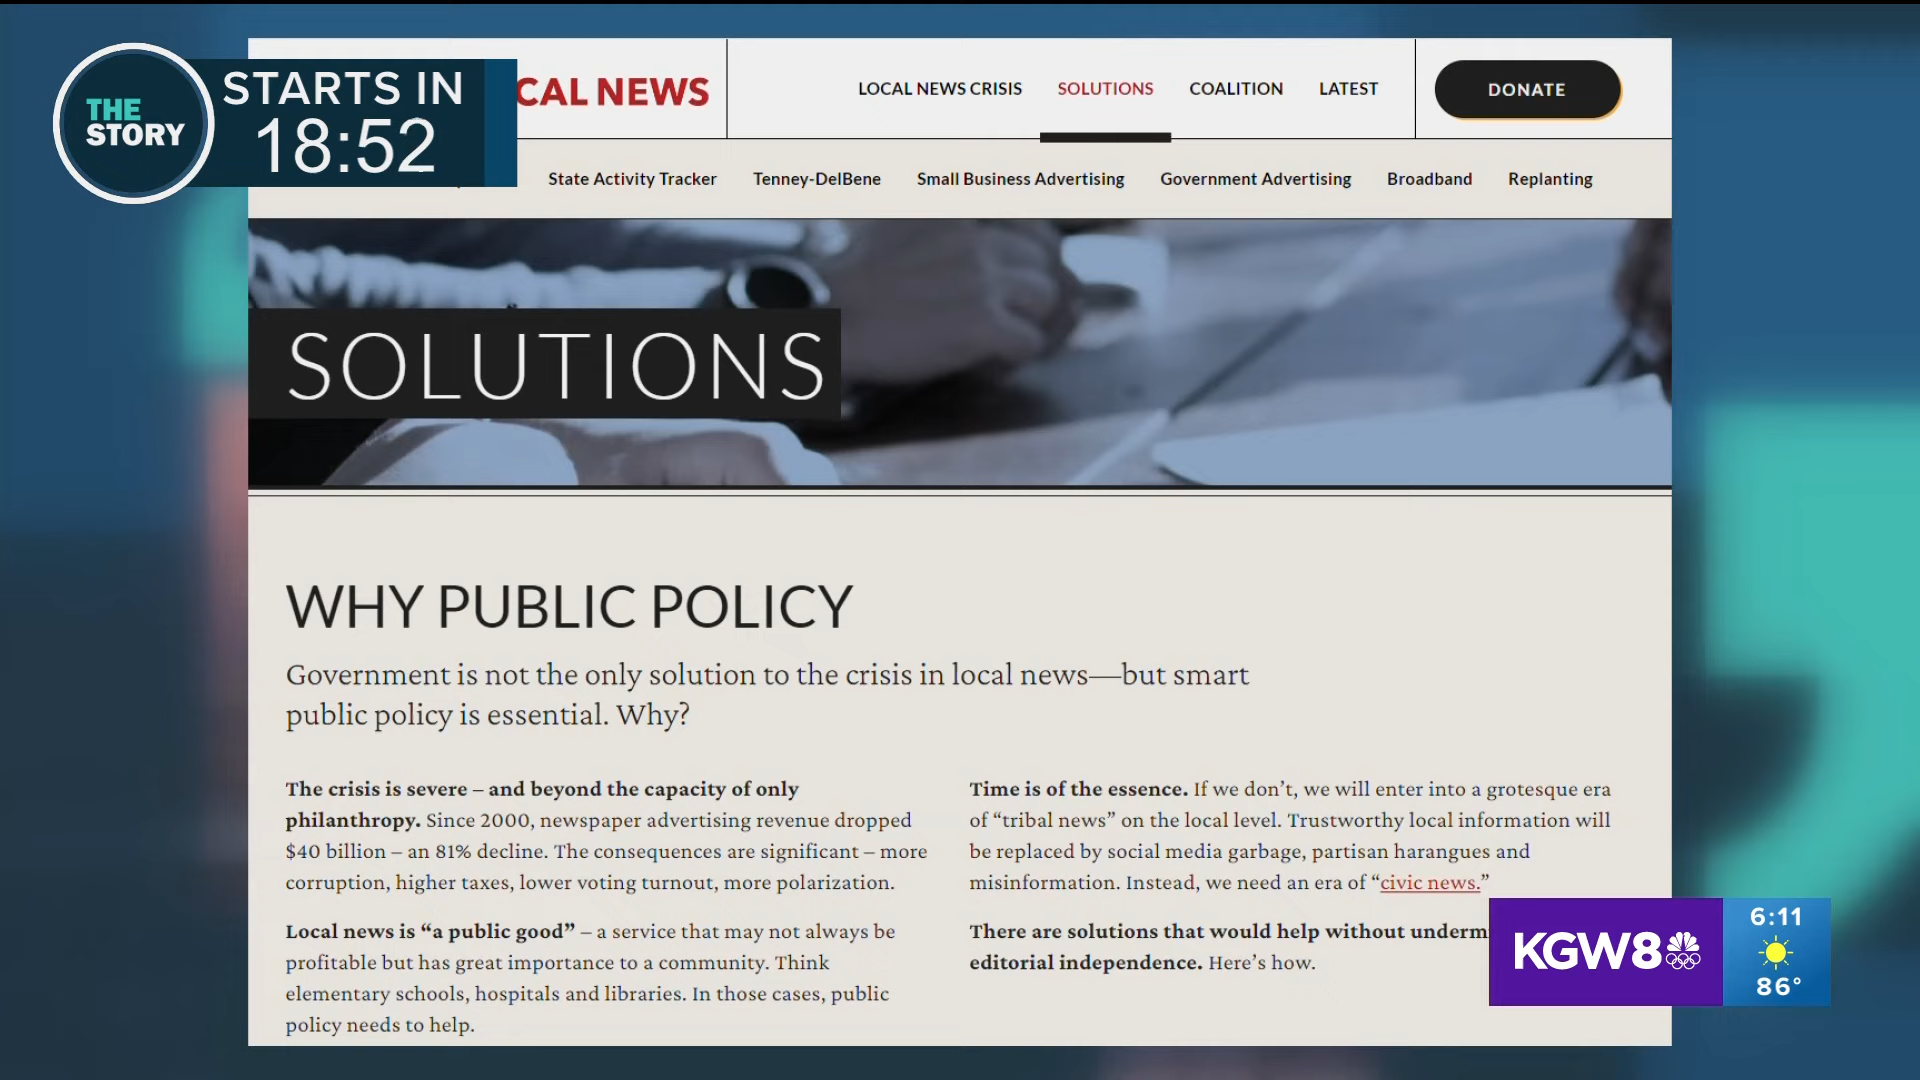 THE
STORY
STARTS IN
18:52
CAL NEWS
LOCAL NEWS CRISIS
SOLUTIONS
COALITION
LATEST
DONATE
State Activity Tracker
Tenney-DelBene
Small Business Advertising
Government Advertising
Broadband
Replanting
SOLUTIONS
WHY PUBLIC POLICY
Government is not the only solution to the crisis in local news—but smart
public policy is essential. Why?
The crisis is severe – and beyond the capacity of only
philanthropy. Since 2000, newspaper advertising revenue dropped
$40 billion – an 81% decline. The consequences are significant – more
corruption, higher taxes, lower voting turnout, more polarization.
Local news is “a public good” – a service that may not always be
profitable but has great importance to a community. Think
elementary schools, hospitals and libraries. In those cases, public
policy needs to help.
Time is of the essence. If we don’t, we will enter into a grotesque era
of “tribal news” on the local level. Trustworthy local information will
be replaced by social media garbage, partisan harangues and
misinformation. Instead, we need an era of “civic news.”
There are solutions that would help without underm
editorial independence. Here’s how.
KGW8
6:11
86°